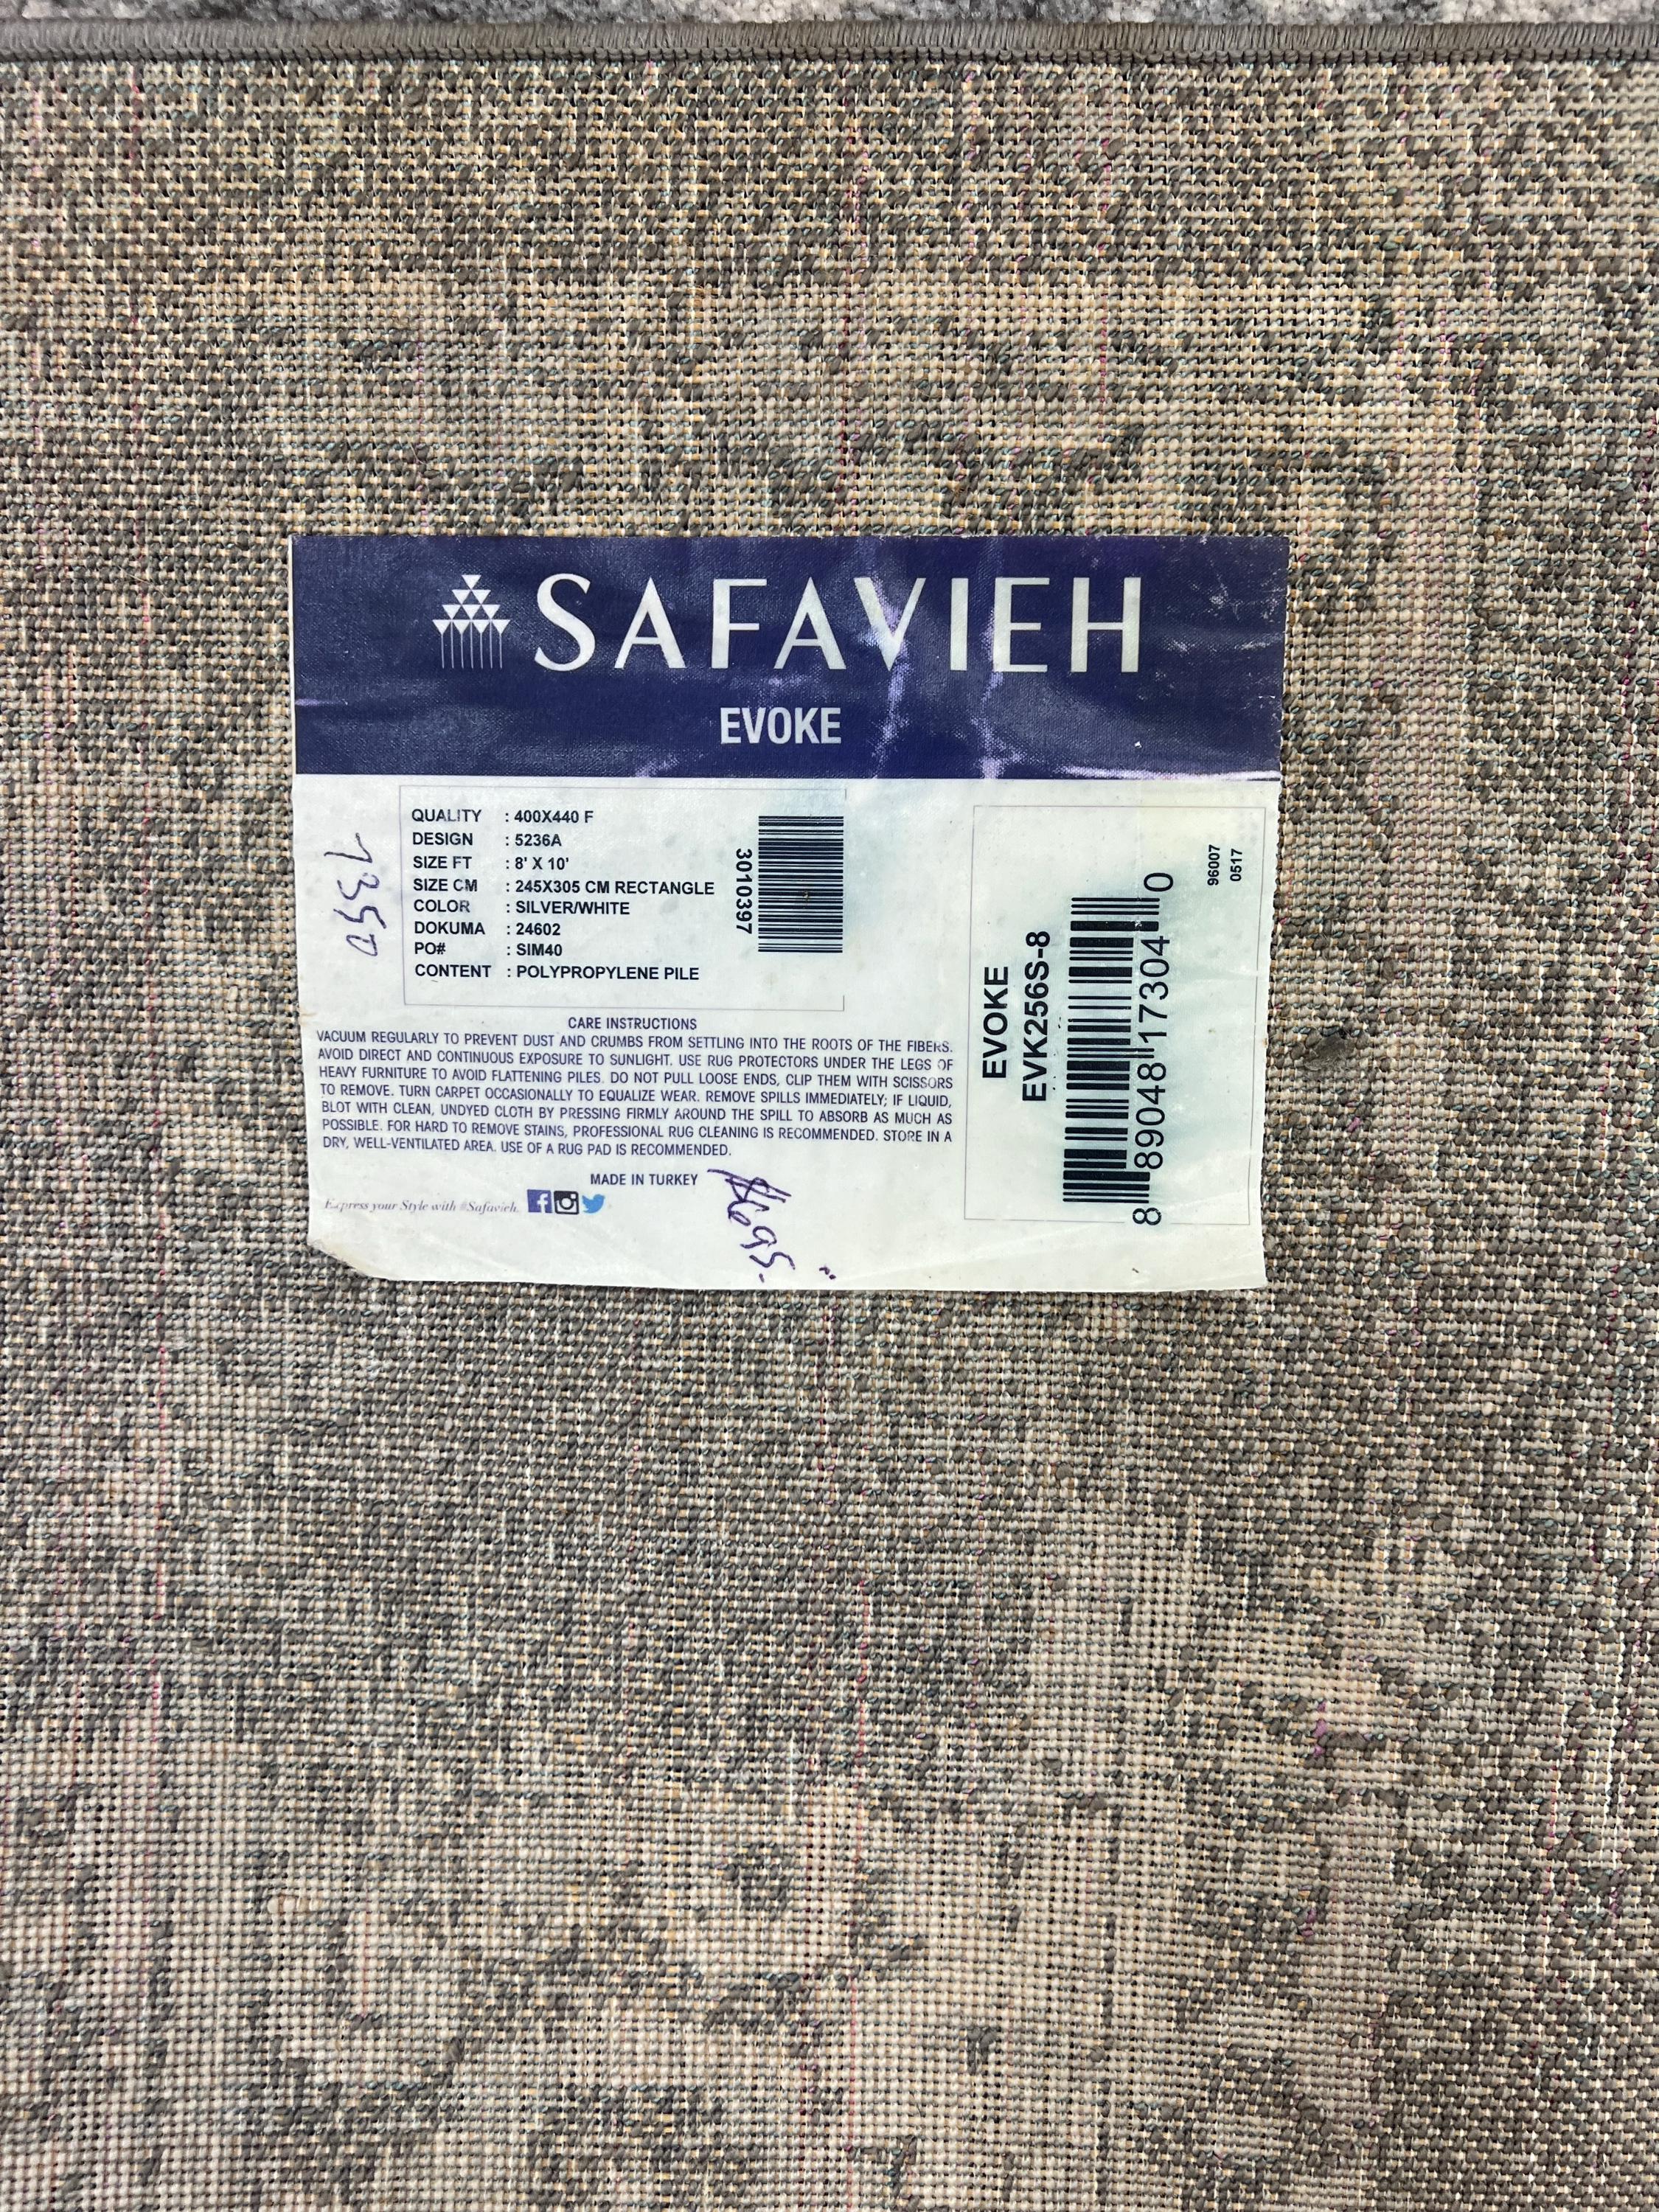 SAFAVIEH
EVOKE
QUALITY : 400X440 F
DESIGN : 5236A
SIZE FT : 8' X 10'
SIZE CM : 245X305 CM RECTANGLE
COLOR : SILVER/WHITE
DOKUMA : 24602
PO# : SIM40
CONTENT : POLYPROPYLENE PILE
3010397
CARE INSTRUCTIONS
VACUUM REGULARLY TO PREVENT DUST AND CRUMBS FROM SETTLING INTO THE ROOTS OF THE FIBERS.
AVOID DIRECT AND CONTINUOUS EXPOSURE TO SUNLIGHT. USE RUG PROTECTORS UNDER THE LEGS OF
HEAVY FURNITURE TO AVOID FLATTENING PILES. DO NOT PULL LOOSE ENDS, CLIP THEM WITH SCISSORS
TO REMOVE. TURN CARPET OCCASIONALLY TO EQUALIZE WEAR. REMOVE SPILLS IMMEDIATELY; IF LIQUID,
BLOT WITH CLEAN, UNDYED CLOTH BY PRESSING FIRMLY AROUND THE SPILL TO ABSORB AS MUCH AS
POSSIBLE. FOR HARD TO REMOVE STAINS, PROFESSIONAL RUG CLEANING IS RECOMMENDED. STORE IN A
DRY, WELL-VENTILATED AREA. USE OF A RUG PAD IS RECOMMENDED.
MADE IN TURKEY
Express your Style with #Safavieh.
EVOKE
EVK256S-8
8 89048 17304 0
96007
0517